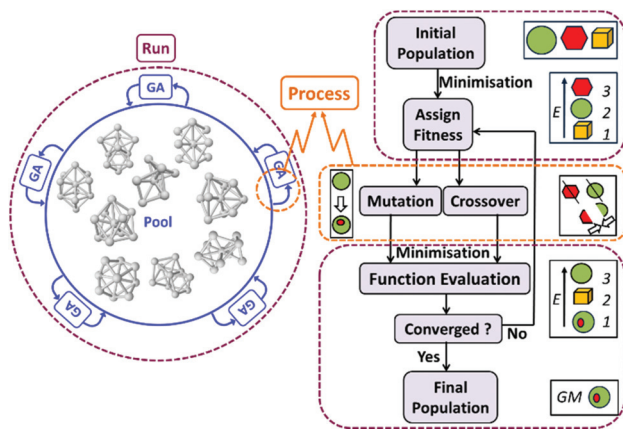 Run
GA
GA
GA
GA
GA
Pool
Process
Initial
Population
Minimisation
Assign
Fitness
Mutation
Crossover
Minimisation
Function Evaluation
Converged ?
No
Yes
Final
Population
E
3
2
1
E
3
2
1
GM